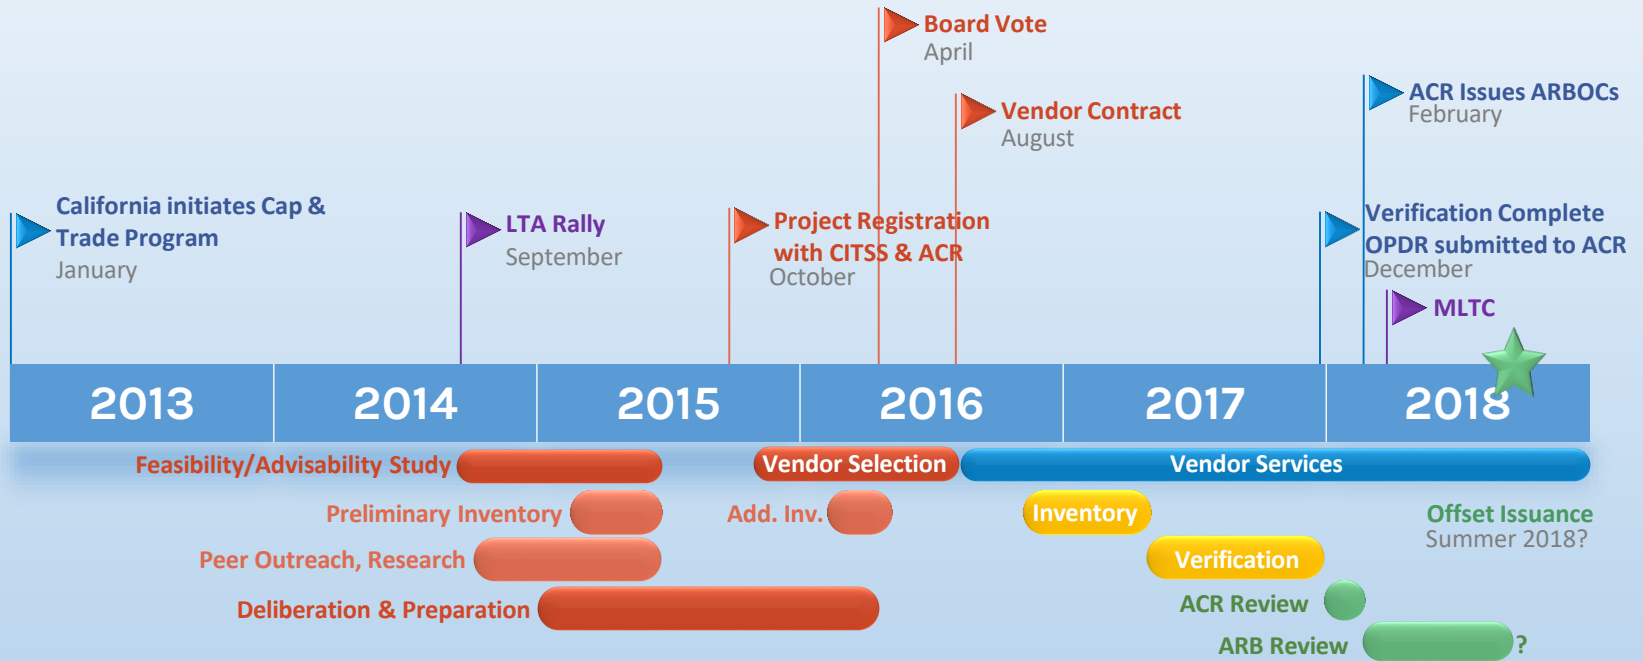 Board Vote
April
ACR Issues ARBOCs
February
Vendor Contract
August
California initiates Cap &
Trade Program
January
LTA Rally
September
Project Registration
with CITSS & ACR
October
Verification Complete
OPDR submitted to ACR
December
MLTC
2013
2014
2015
2016
2017
2018
Feasibility/Advisability Study
Vendor Selection
Vendor Services
Preliminary Inventory
Add. Inv.
Inventory
Offset Issuance
Summer 2018?
Peer Outreach, Research
Verification
Deliberation & Preparation
ACR Review
ARB Review
?